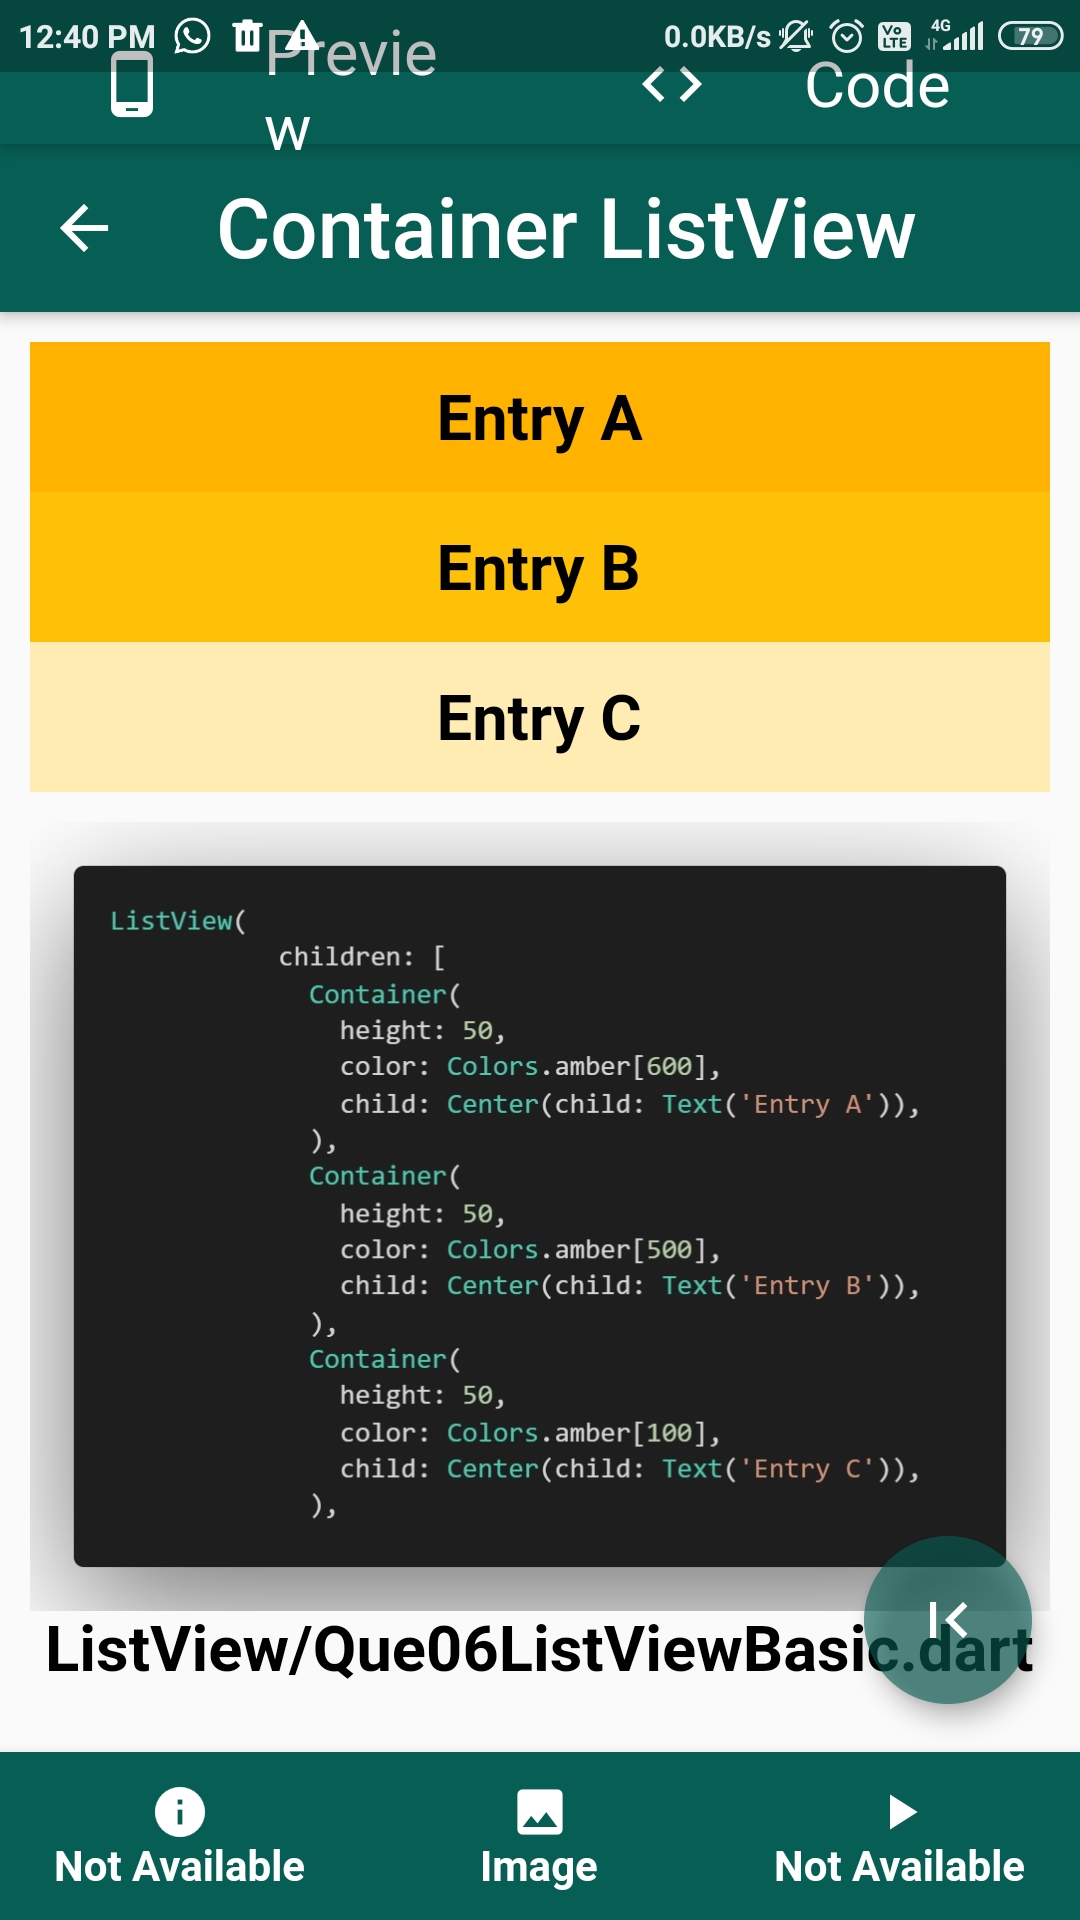 12:40 PM 0.0KB/s Vo LTE 4G 79
Previe
w
Code
Container ListView
Entry A
Entry B
Entry C
ListView(
children: [
Container(
height: 50,
color: Colors.amber[600],
child: Center(child: Text('Entry A')),
),
Container(
height: 50,
color: Colors.amber[500],
child: Center(child: Text('Entry B')),
),
Container(
height: 50,
color: Colors.amber[100],
child: Center(child: Text('Entry C')),
),
ListView/Que06ListViewBasic.dart
Not Available
Image
Not Available